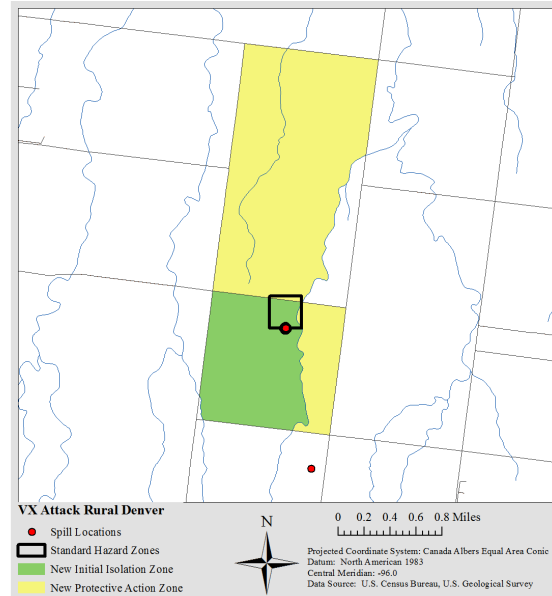 VX Attack Rural Denver
Spill Locations
Standard Hazard Zones
New Initial Isolation Zone
New Protective Action Zone
N
0 0.2 0.4 0.6 0.8 Miles
Projected Coordinate System: Canada Albers Equal Area Conic
Datum: North American 1983
Central Meridian: -96.0
Data Source: U.S. Census Bureau, U.S. Geological Survey